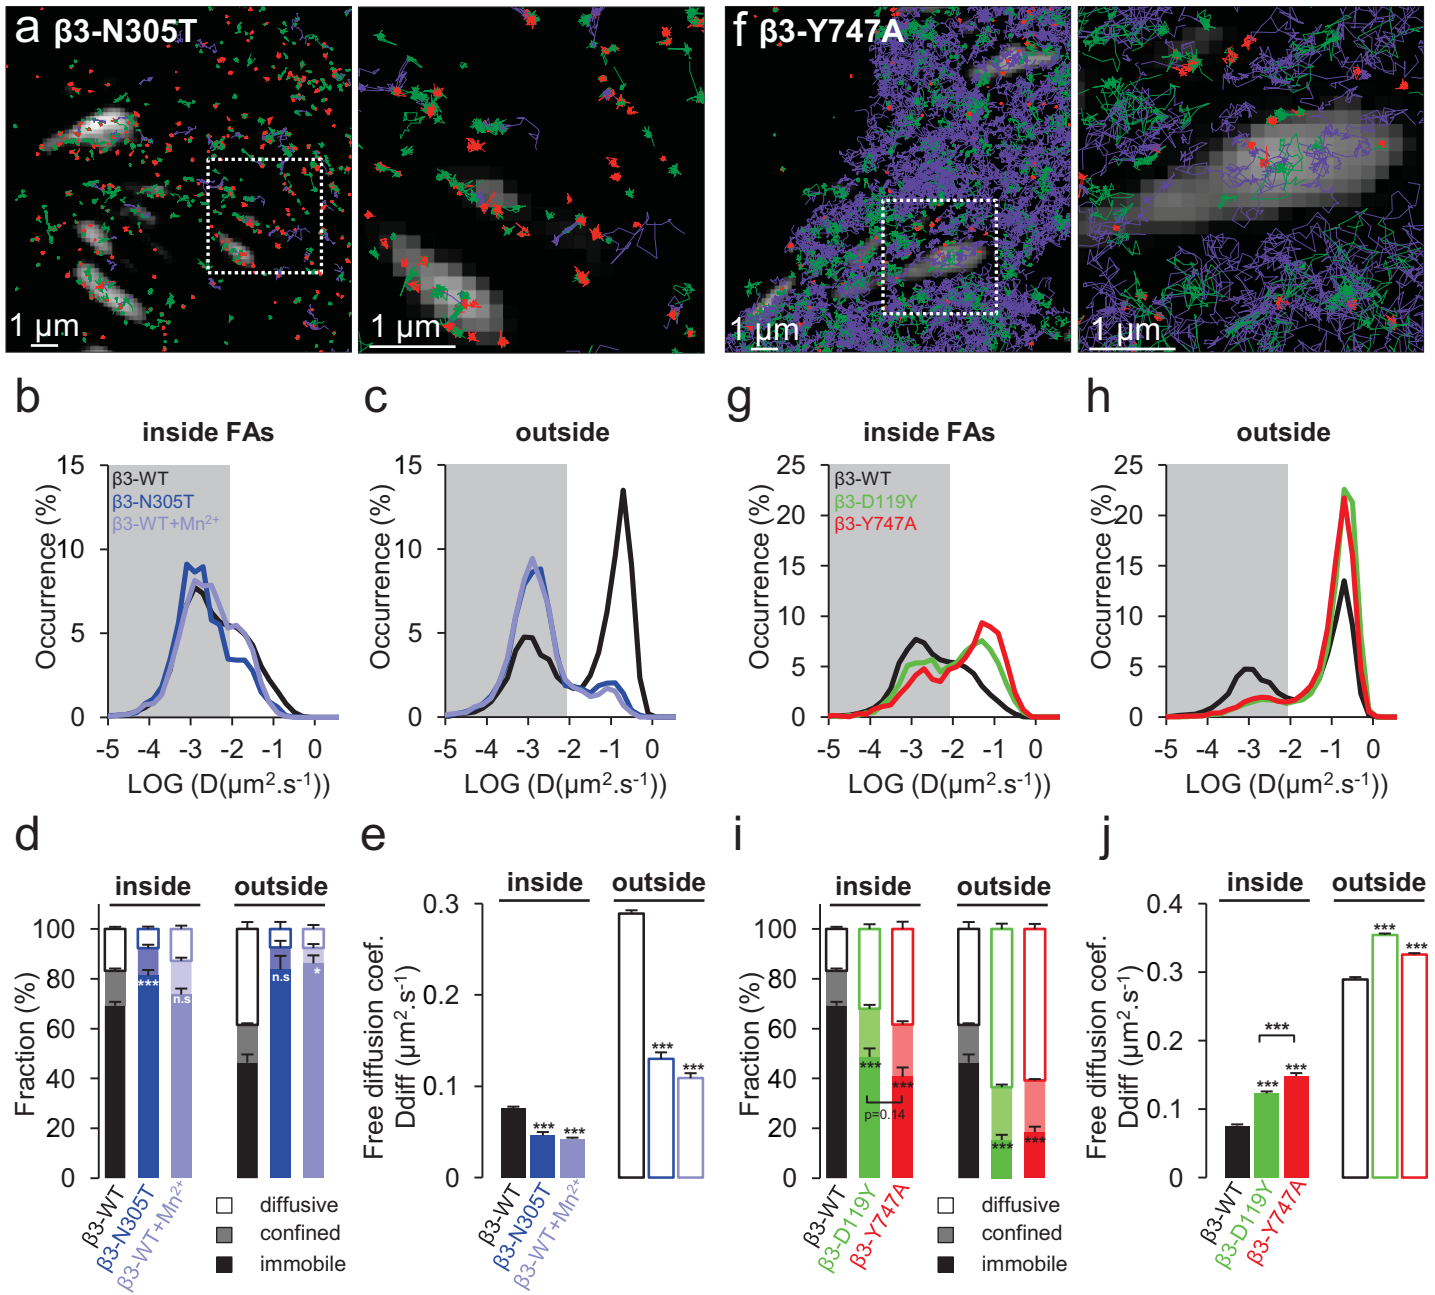 a β3-N305T
f β3-Y747A
1 µm
1 µm
1 µm
1 µm
b
inside FAs
Occurrence (%)
15
10
5
0
β3-WT
β3-N305T
β3-WT+Mn²⁺
-5 -4 -3 -2 -1 0
LOG (D(µm².s⁻¹))
c
outside
Occurrence (%)
15
10
5
0
-5 -4 -3 -2 -1 0
LOG (D(µm².s⁻¹))
g
inside FAs
Occurrence (%)
25
20
15
10
5
0
β3-WT
β3-D119Y
β3-Y747A
-5 -4 -3 -2 -1 0
LOG (D(µm².s⁻¹))
h
outside
Occurrence (%)
25
20
15
10
5
0
-5 -4 -3 -2 -1 0
LOG (D(µm².s⁻¹))
d
inside outside
Fraction (%)
100
80
60
40
20
0
*** n.s n.s *
β3-WT
β3-N305T
β3-WT+Mn²⁺
diffusive
confined
immobile
e
inside outside
Free diffusion coef.
Ddiff (µm².s⁻¹)
0.3
0.2
0.1
0
*** *** *** ***
β3-WT
β3-N305T
β3-WT+Mn²⁺
i
inside outside
Fraction (%)
100
80
60
40
20
0
*** *** *** ***
p=0.14
β3-WT
β3-D119Y
β3-Y747A
diffusive
confined
immobile
j
inside outside
Free diffusion coef.
Ddiff (µm².s⁻¹)
0.4
0.3
0.2
0.1
0
*** *** *** *** ***
β3-WT
β3-D119Y
β3-Y747A